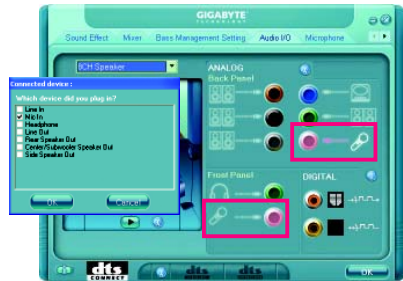 GIGABYTE
TECHNOLOGY
Sound Effect
Mixer
Bass Management Setting
Audio I/O
Microphone
8CH Speaker
ANALOG
Back Panel
Connected device :
Which device did you plug in?
Line In
Mic In
Headphone
Line Out
Rear Speaker Out
Center/Subwoofer Speaker Out
Side Speaker Out
OK
Cancel
Front Panel
DIGITAL
dts
CONNECT
dts
dts
OK